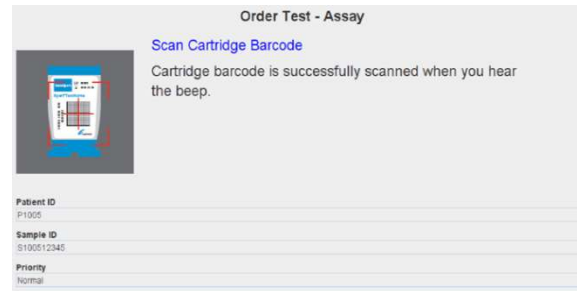 Order Test - Assay
Scan Cartridge Barcode
Cartridge barcode is successfully scanned when you hear
the beep.
Patient ID
P1005
Sample ID
S100512345
Priority
Normal